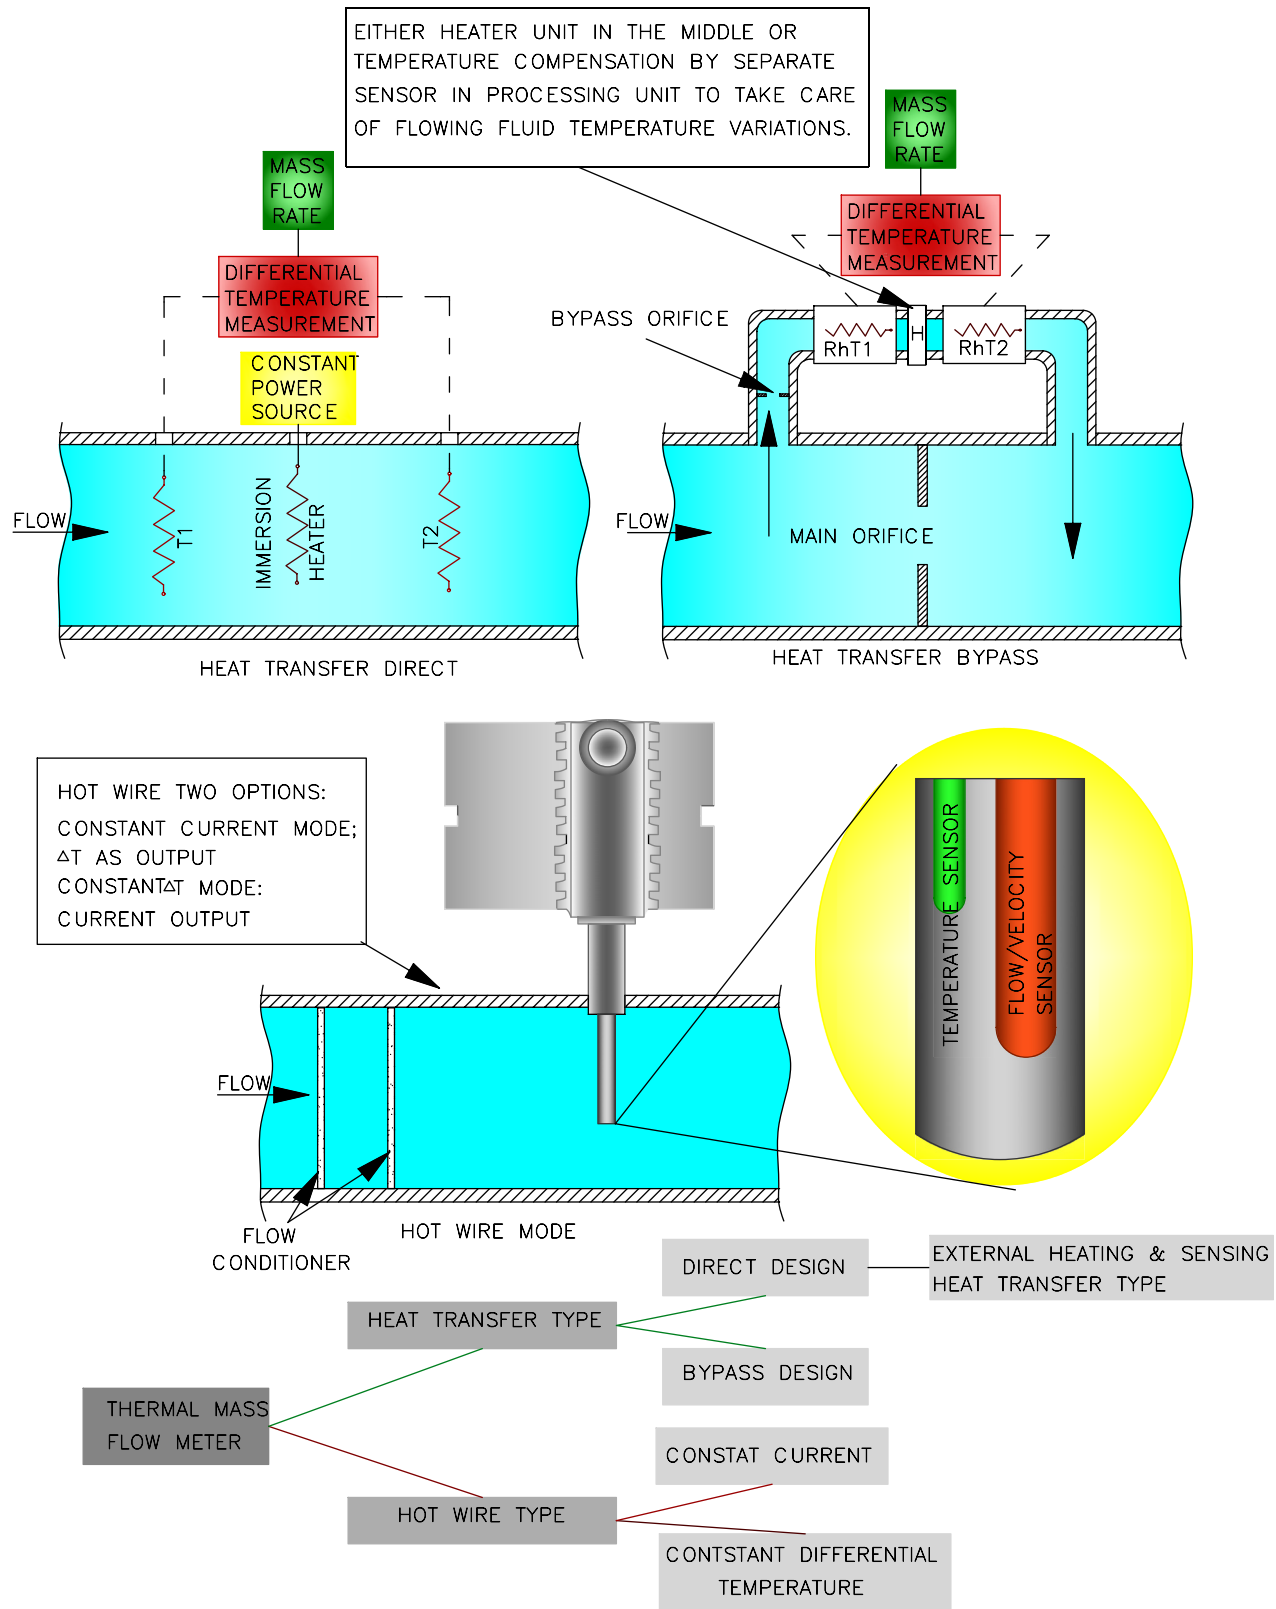 EITHER HEATER UNIT IN THE MIDDLE OR
TEMPERATURE COMPENSATION BY SEPARATE
SENSOR IN PROCESSING UNIT TO TAKE CARE
OF FLOWING FLUID TEMPERATURE VARIATIONS.
MASS
FLOW
RATE
DIFFERENTIAL
TEMPERATURE
MEASUREMENT
CONSTANT
POWER
SOURCE
FLOW
T1
IMMERSION
HEATER
T2
HEAT TRANSFER DIRECT
MASS
FLOW
RATE
DIFFERENTIAL
TEMPERATURE
MEASUREMENT
BYPASS ORIFICE
RhT1
H
RhT2
FLOW
MAIN ORIFICE
HEAT TRANSFER BYPASS
HOT WIRE TWO OPTIONS:
CONSTANT CURRENT MODE;
ΔT AS OUTPUT
CONSTANTΔT MODE:
CURRENT OUTPUT
TEMPERATURE SENSOR
FLOW/VELOCITY
SENSOR
FLOW
FLOW
CONDITIONER
HOT WIRE MODE
DIRECT DESIGN
EXTERNAL HEATING & SENSING
HEAT TRANSFER TYPE
HEAT TRANSFER TYPE
BYPASS DESIGN
THERMAL MASS
FLOW METER
CONSTAT CURRENT
HOT WIRE TYPE
CONTSTANT DIFFERENTIAL
TEMPERATURE